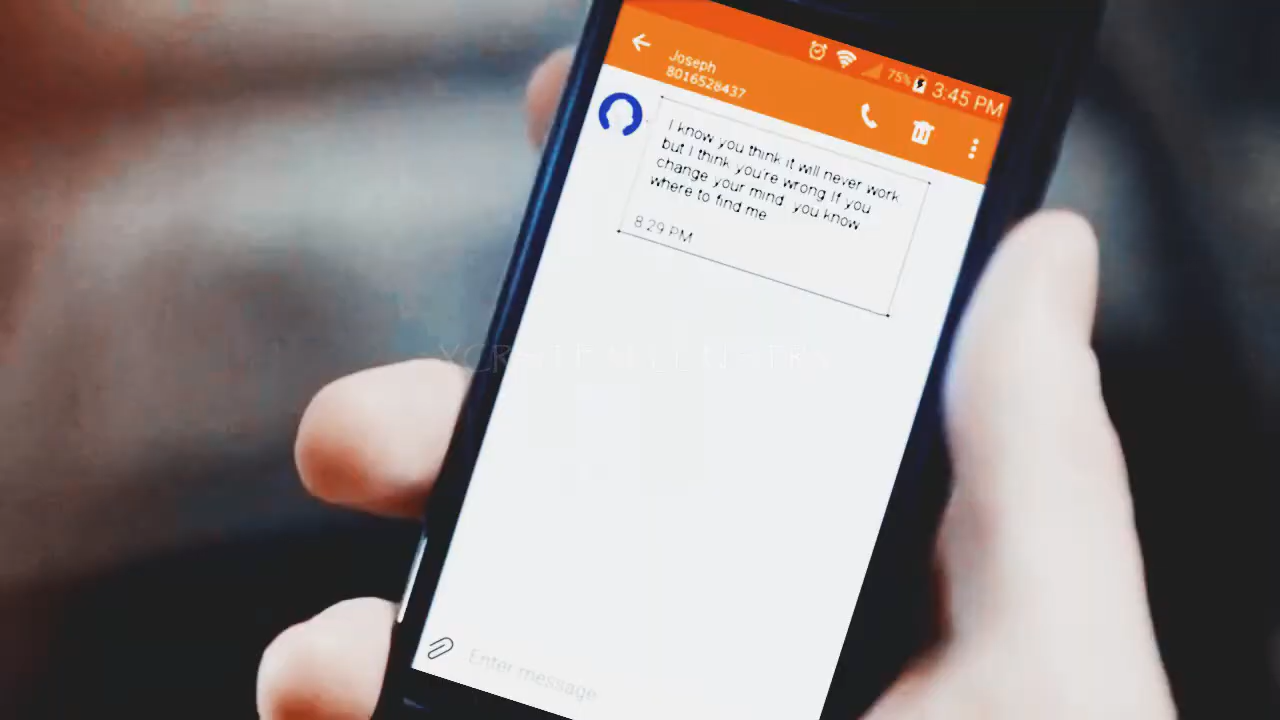 75% 3:45 PM
Joseph
8016528437
I know you think it will never work
but I think you're wrong If you
change your mind you know
where to find me
8 29 PM
Enter message